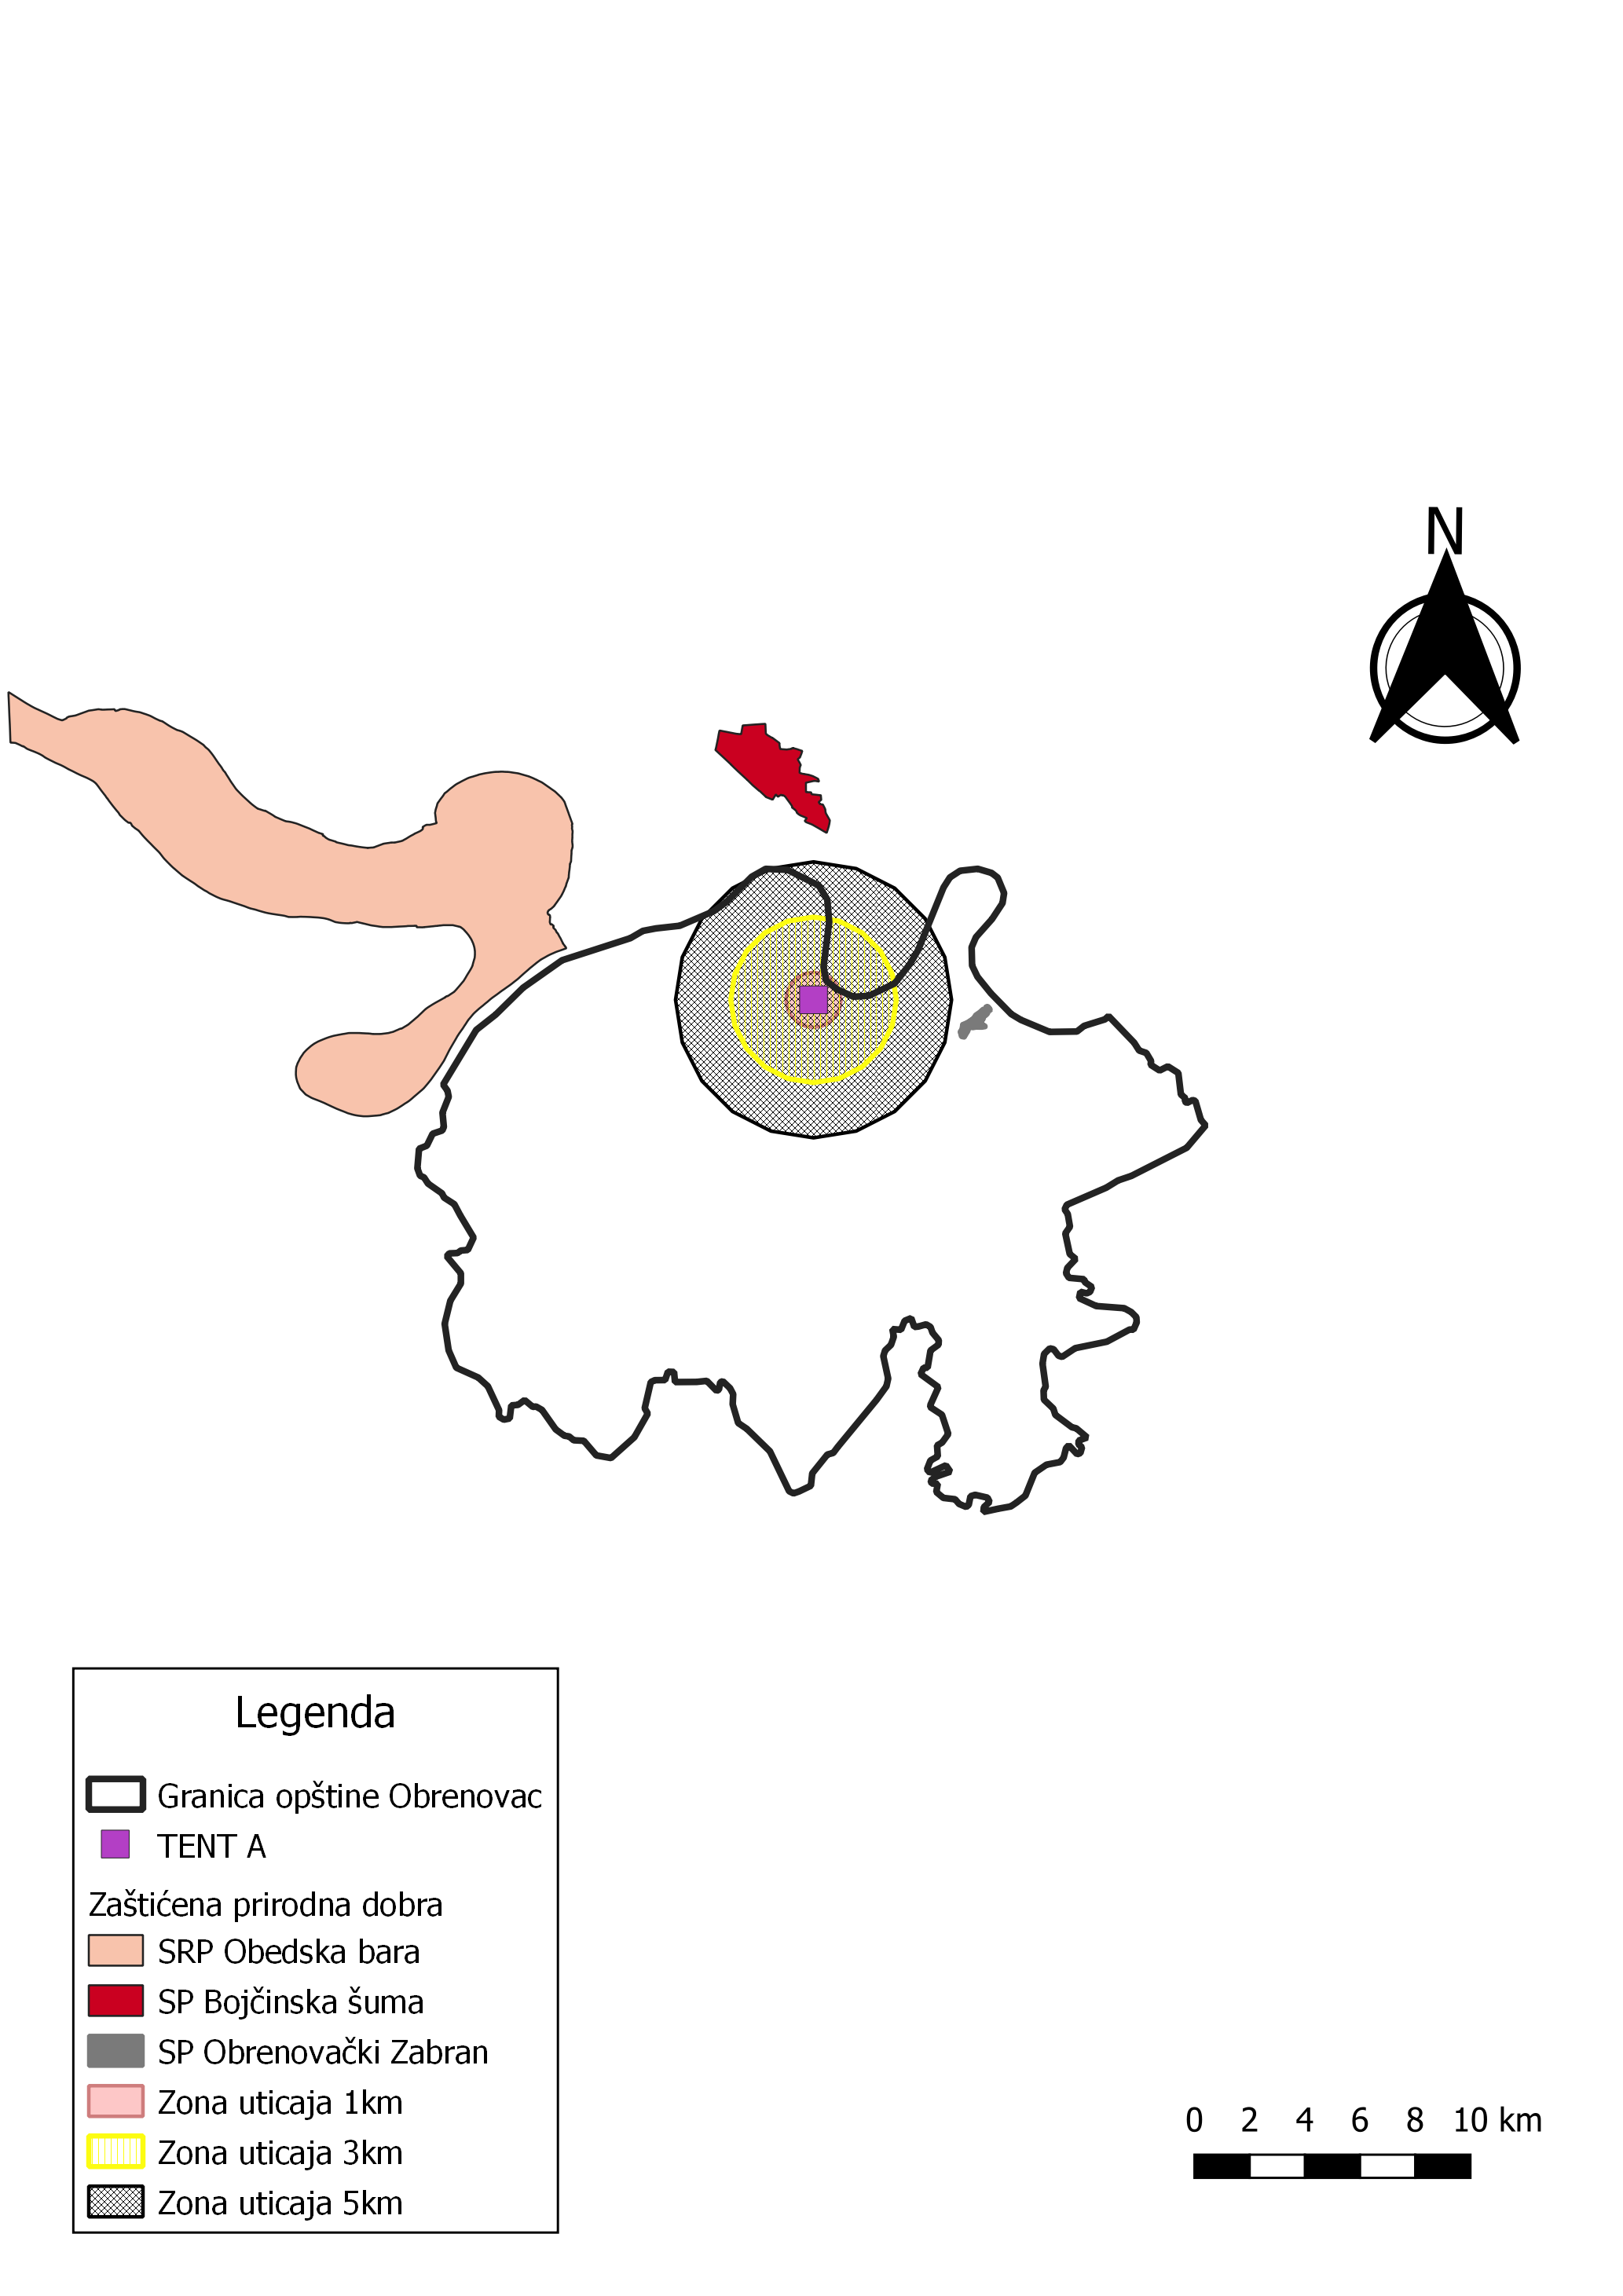 N
Legenda
Granica opštine Obrenovac
TENT A
Zaštićena prirodna dobra
SRP Obedska bara
SP Bojčinska šuma
SP Obrenovački Zabran
Zona uticaja 1km
Zona uticaja 3km
Zona uticaja 5km
0 2 4 6 8 10 km